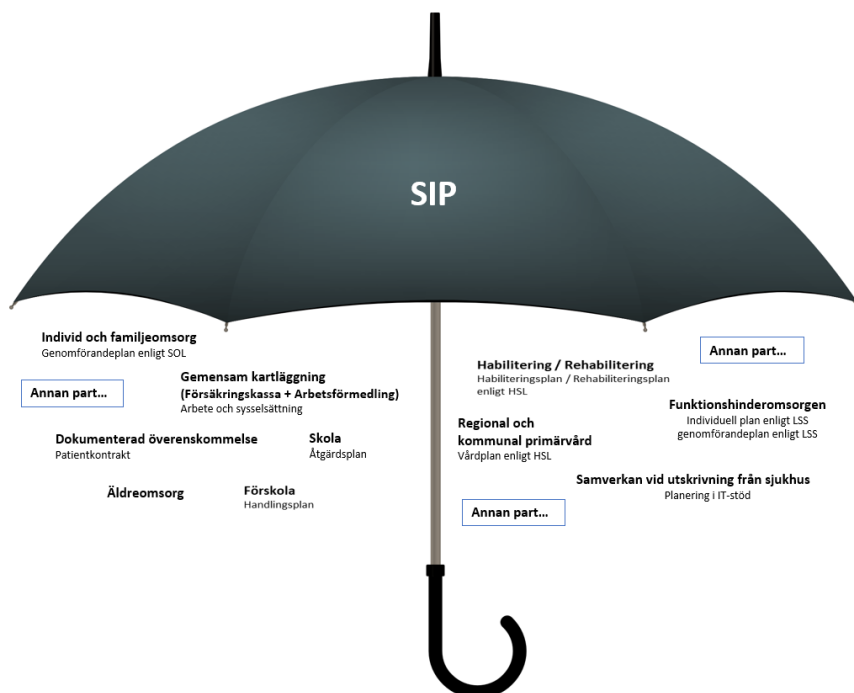 SIP
Individ och familjeomsorg
Genomförandeplan enligt SOL
Annan part...
Gemensam kartläggning
(Försäkringskassa + Arbetsförmedling)
Arbete och sysselsättning
Dokumenterad överenskommelse
Patientkontrakt
Skola
Åtgärdsplan
Äldreomsorg
Förskola
Handlingsplan
Habilitering / Rehabilitering
Habiliteringsplan / Rehabiliteringsplan
enligt HSL
Annan part...
Funktionshinderomsorgen
Individuell plan enligt LSS
genomförandeplan enligt LSS
Regional och
kommunal primärvård
Vårdplan enligt HSL
Samverkan vid utskrivning från sjukhus
Planering i IT-stöd
Annan part...